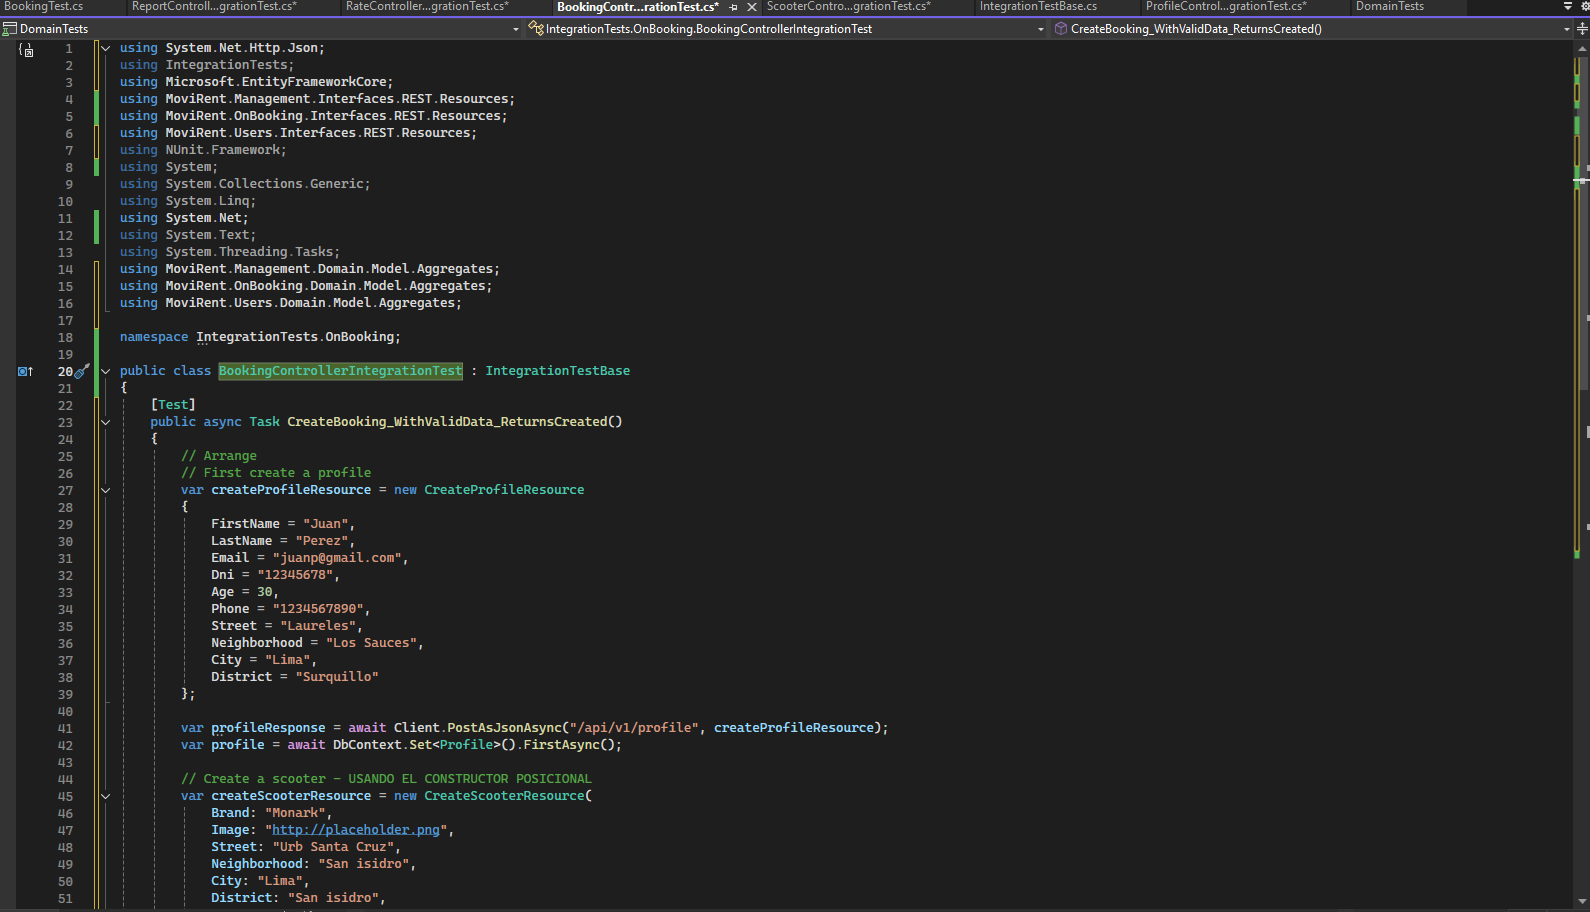 BookingTest.cs ReportControll...grationTest.cs* RateController...grationTest.cs* BookingContr...rationTest.cs* ScooterContro...grationTest.cs* IntegrationTestBase.cs ProfileControl...grationTest.cs* DomainTests
DomainTests IntegrationTests.OnBooking.BookingControllerIntegrationTest CreateBooking_WithValidData_ReturnsCreated()
1 using System.Net.Http.Json;
2 using IntegrationTests;
3 using Microsoft.EntityFrameworkCore;
4 using MoviRent.Management.Interfaces.REST.Resources;
5 using MoviRent.OnBooking.Interfaces.REST.Resources;
6 using MoviRent.Users.Interfaces.REST.Resources;
7 using NUnit.Framework;
8 using System;
9 using System.Collections.Generic;
10 using System.Linq;
11 using System.Net;
12 using System.Text;
13 using System.Threading.Tasks;
14 using MoviRent.Management.Domain.Model.Aggregates;
15 using MoviRent.OnBooking.Domain.Model.Aggregates;
16 using MoviRent.Users.Domain.Model.Aggregates;
17
18 namespace IntegrationTests.OnBooking;
19
20 public class BookingControllerIntegrationTest : IntegrationTestBase
21 {
22 [Test]
23 public async Task CreateBooking_WithValidData_ReturnsCreated()
24 {
25 // Arrange
26 // First create a profile
27 var createProfileResource = new CreateProfileResource
28 {
29 FirstName = "Juan",
30 LastName = "Perez",
31 Email = "juanp@gmail.com",
32 Dni = "12345678",
33 Age = 30,
34 Phone = "1234567890",
35 Street = "Laureles",
36 Neighborhood = "Los Sauces",
37 City = "Lima",
38 District = "Surquillo"
39 };
40
41 var profileResponse = await Client.PostAsJsonAsync("/api/v1/profile", createProfileResource);
42 var profile = await DbContext.Set<Profile>().FirstAsync();
43
44 // Create a scooter - USANDO EL CONSTRUCTOR POSICIONAL
45 var createScooterResource = new CreateScooterResource(
46 Brand: "Monark",
47 Image: "http://placeholder.png",
48 Street: "Urb Santa Cruz",
49 Neighborhood: "San isidro",
50 City: "Lima",
51 District: "San isidro",